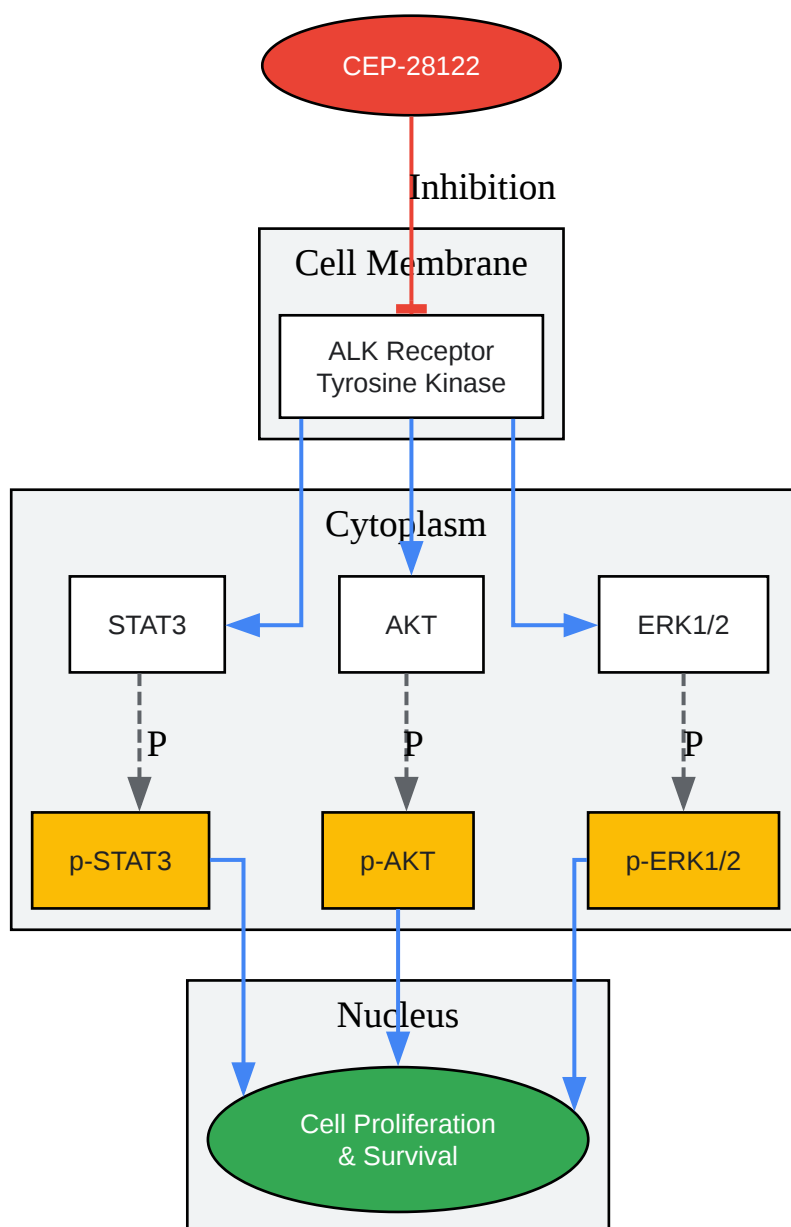 CEP-28122
Inhibition
Cell Membrane
ALK Receptor
Tyrosine Kinase
Cytoplasm
STAT3
AKT
ERK1/2
P
P
P
p-STAT3
p-AKT
p-ERK1/2
Nucleus
Cell Proliferation
& Survival